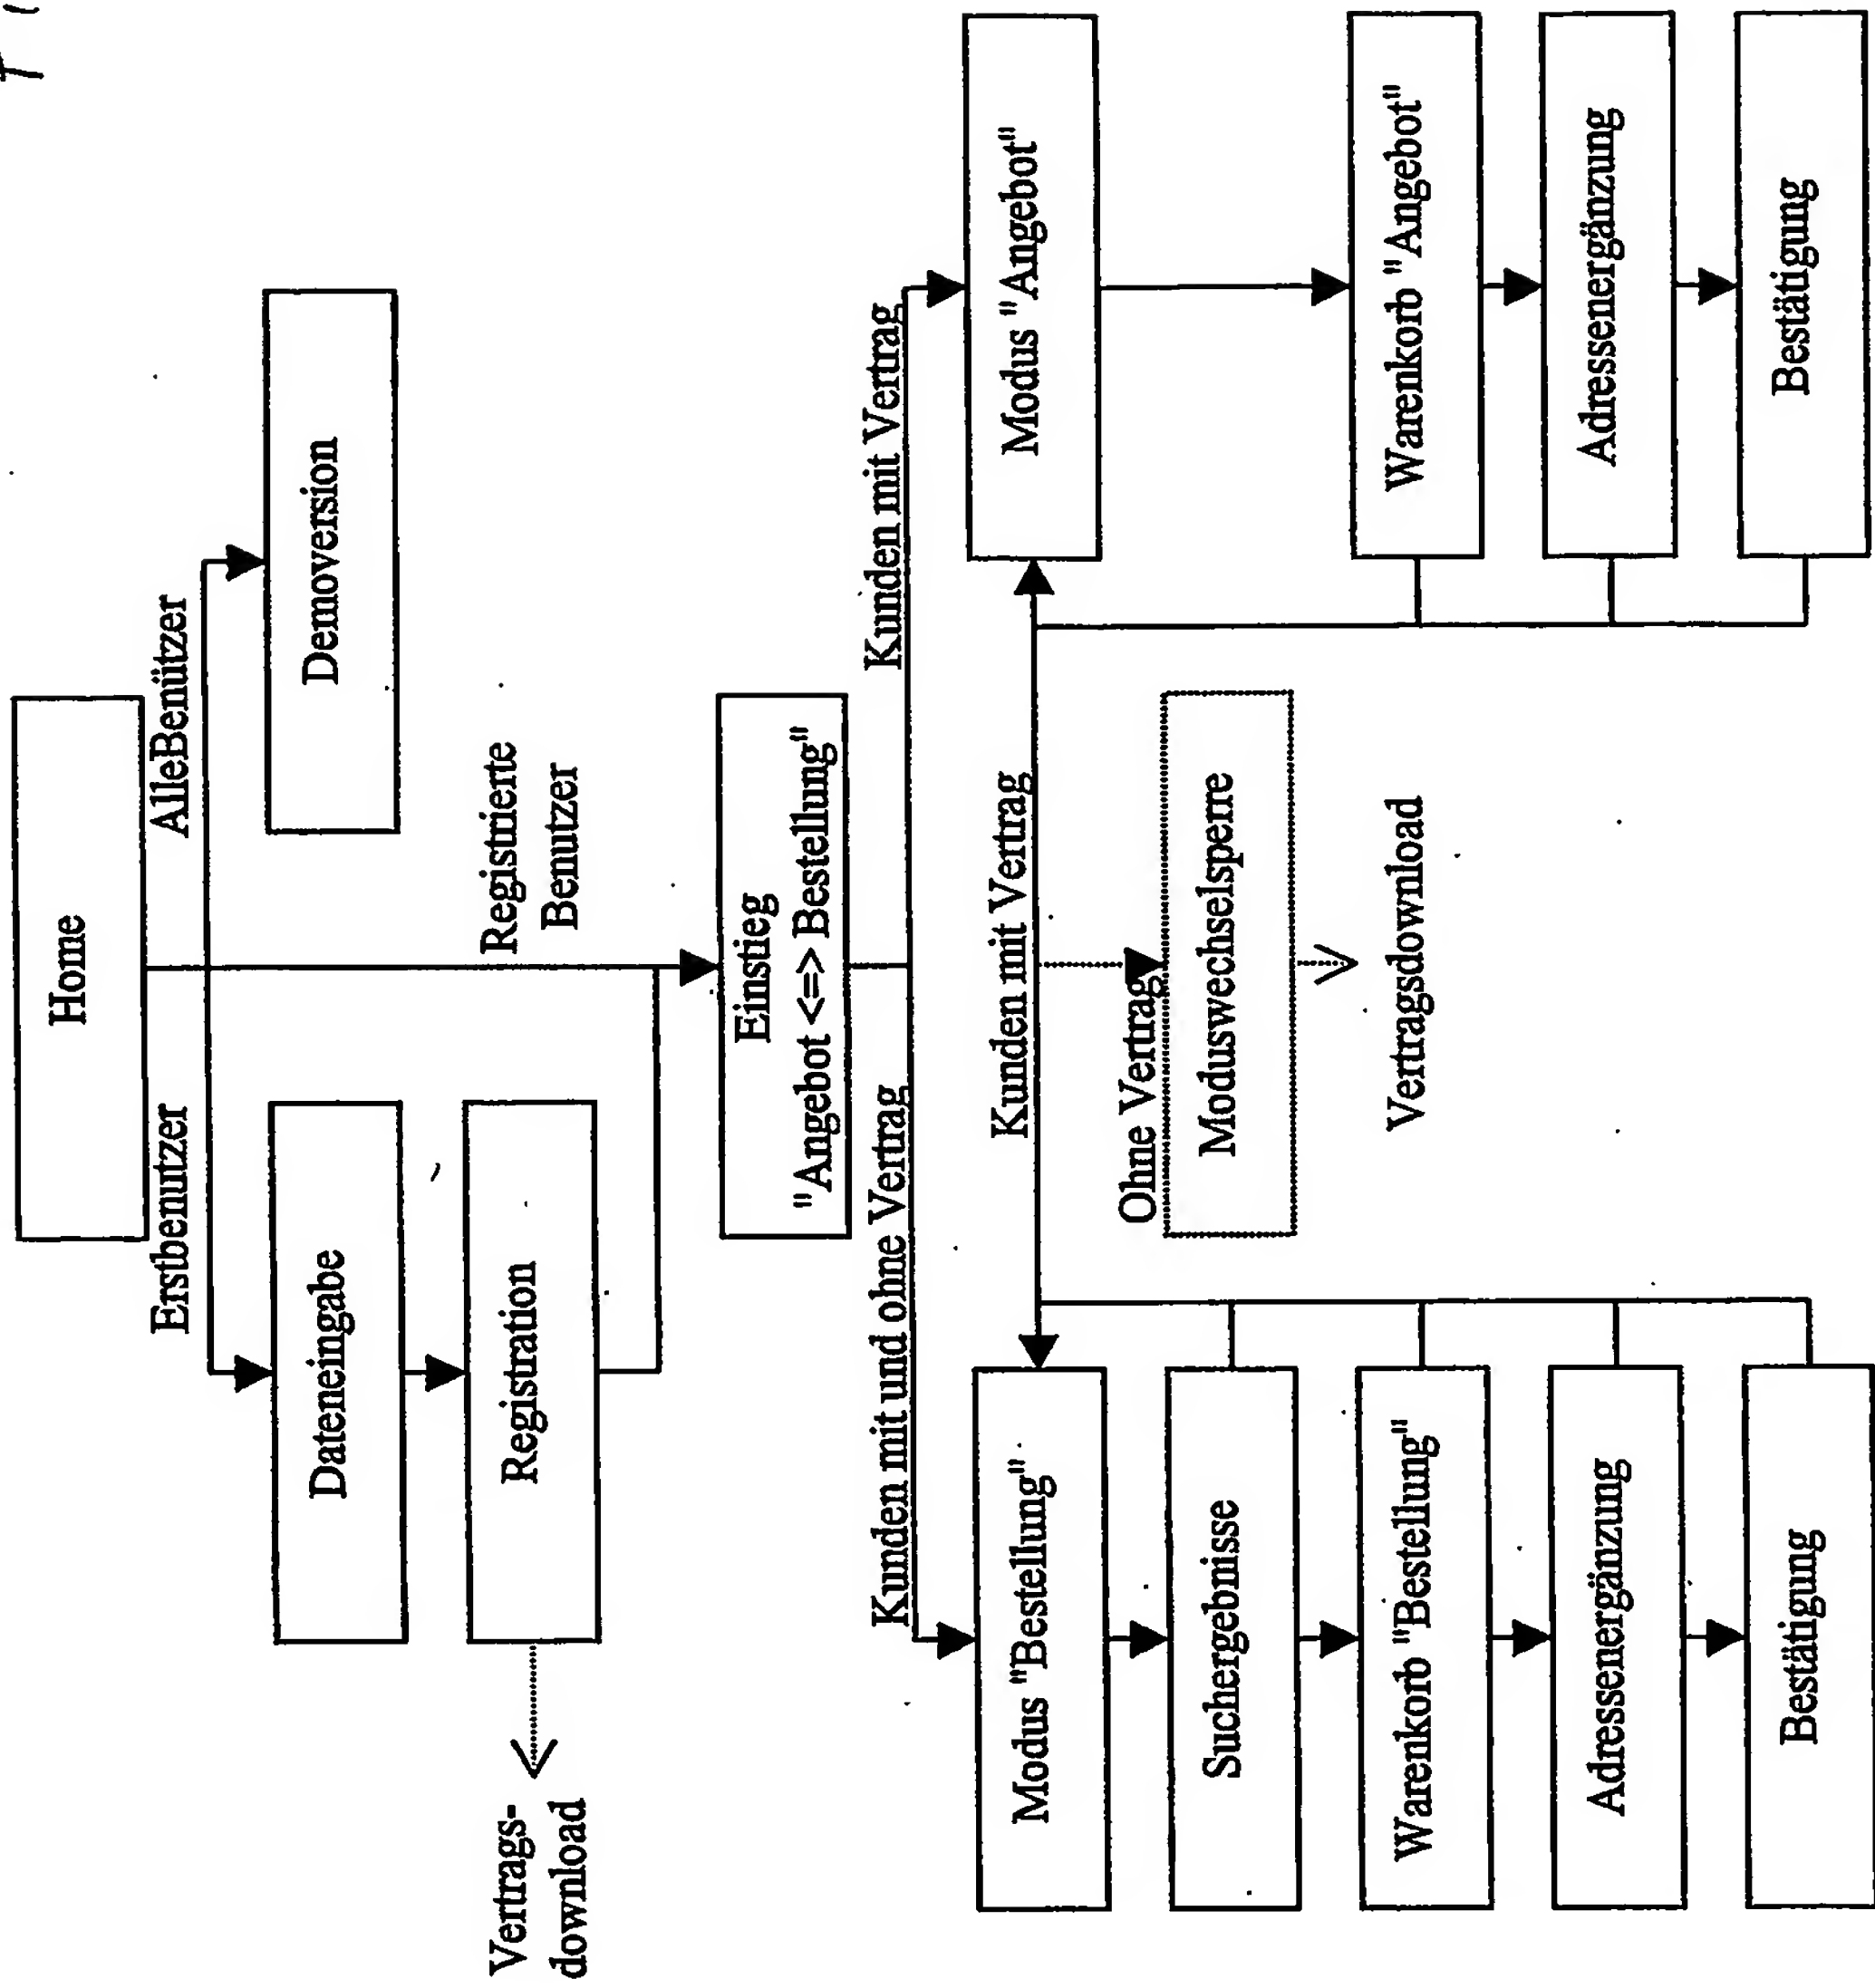 Home
Erstbenutzer
AlleBenützer
Dateneingabe
Demoversion
Registration
Registrierte
Benutzer
Vertrags-
download
Einstieg
"Angebot <=> Bestellung"
Kunden mit und ohne Vertrag
Kunden mit Vertrag
Modus "Bestellung"
Kunden mit Vertrag
Modus "Angebot"
Ohne Vertrag
Suchergebnisse
Moduswechselsperre
Warenkorb "Bestellung"
Vertragsdownload
Warenkorb "Angebot"
Adressenergänzung
Adressenergänzung
Bestätigung
Bestätigung